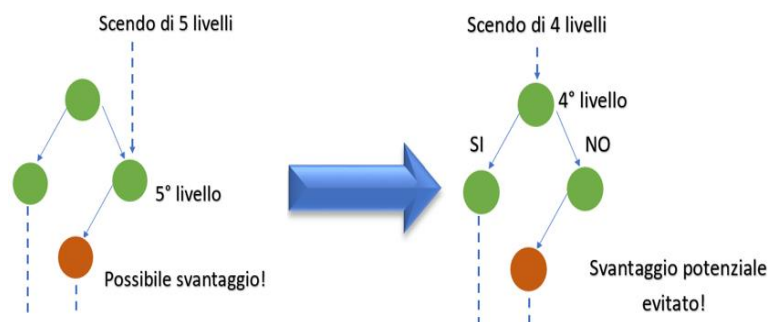 Scendo di 5 livelli
5° livello
Possibile svantaggio!
Scendo di 4 livelli
4° livello
SI
NO
Svantaggio potenziale
evitato!